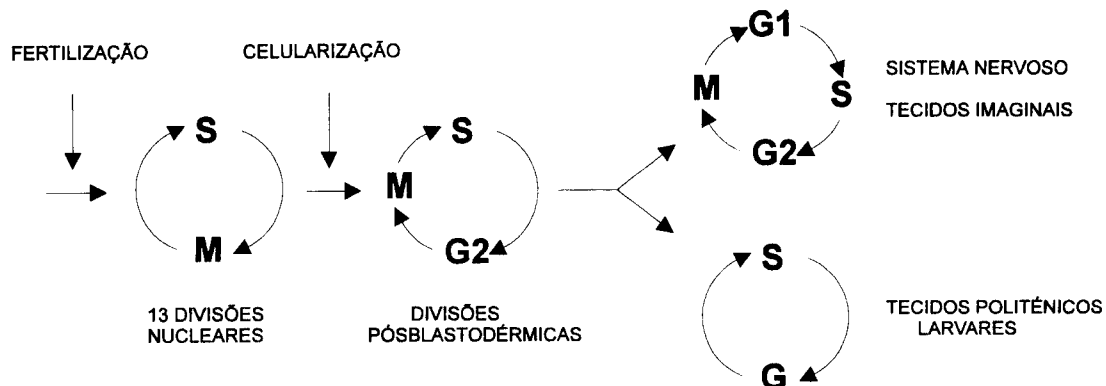 FERTILIZAÇÃO
CELULARIZAÇÃO
S
M
13 DIVISÕES
NUCLEARES
S
M
G2
DIVISÕES
PÓSBLASTODÉRMICAS
G1
M
S
G2
SISTEMA NERVOSO
TECIDOS IMAGINAIS
S
G
TECIDOS POLITÉNICOS
LARVARES